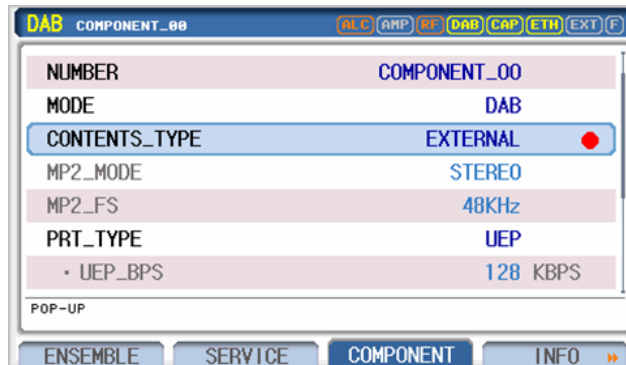 DAB COMPONENT_00 ALC AMP RF DAB CAP ETH EXT F
NUMBER COMPONENT_00
MODE DAB
CONTENTS_TYPE EXTERNAL
MP2_MODE STEREO
MP2_FS 48KHz
PRT_TYPE UEP
· UEP_BPS 128 KBPS
POP-UP
ENSEMBLE SERVICE COMPONENT INFO